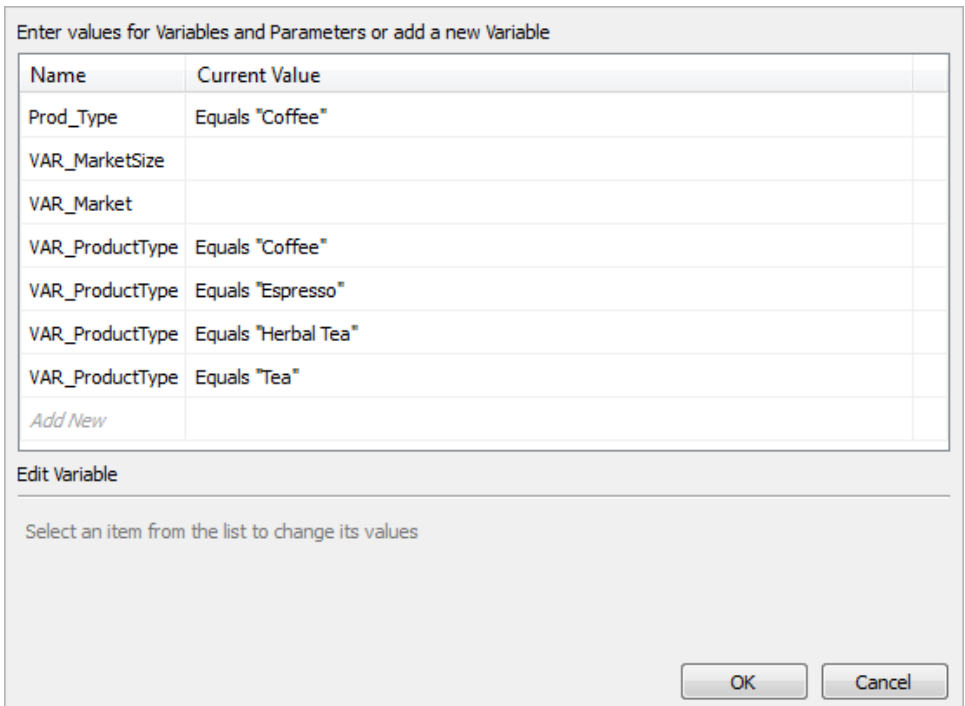 Enter values for Variables and Parameters or add a new Variable
Name Current Value
Prod_Type Equals "Coffee"
VAR_MarketSize
VAR_Market
VAR_ProductType Equals "Coffee"
VAR_ProductType Equals "Espresso"
VAR_ProductType Equals "Herbal Tea"
VAR_ProductType Equals "Tea"
Add New
Edit Variable
Select an item from the list to change its values
OK Cancel